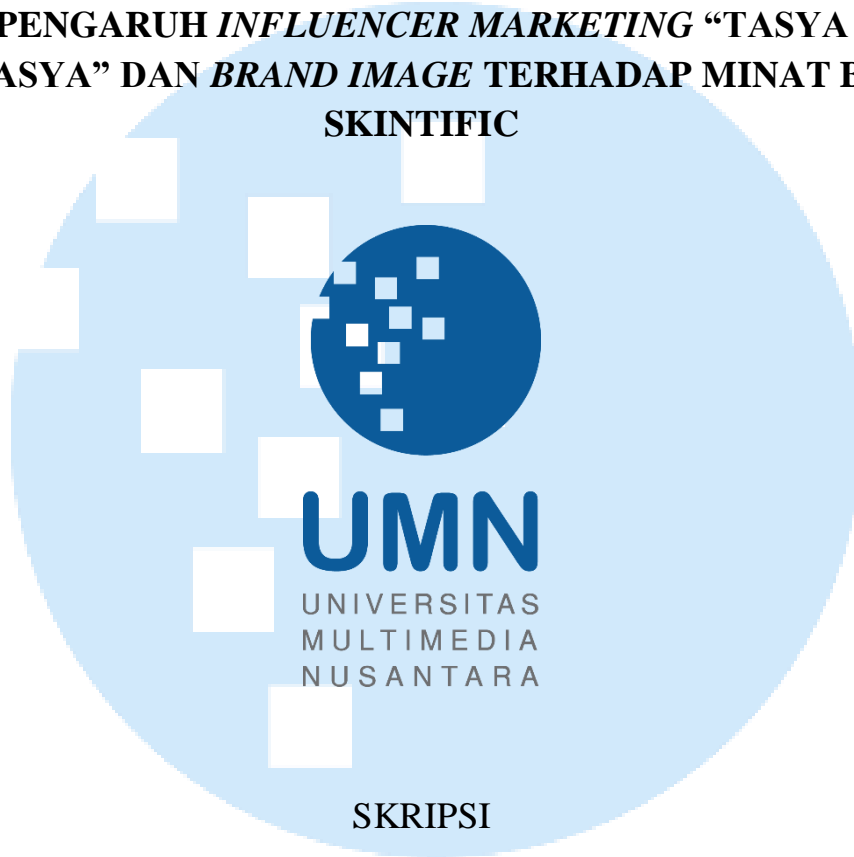 PENGARUH INFLUENCER MARKETING “TASYA
ASYA” DAN BRAND IMAGE TERHADAP MINAT
SKINTIFIC
UMN
UNIVERSITAS
MULTIMEDIA
NUSANTARA
SKRIPSI